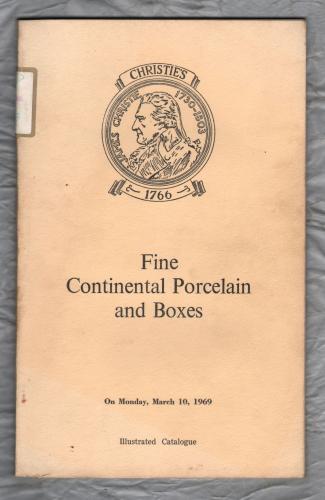 CHRISTIE'S
JAMES CHRISTIE 1730-1803
1766
Fine
Continental Porcelain
and Boxes
On Monday, March 10, 1969
Illustrated Catalogue